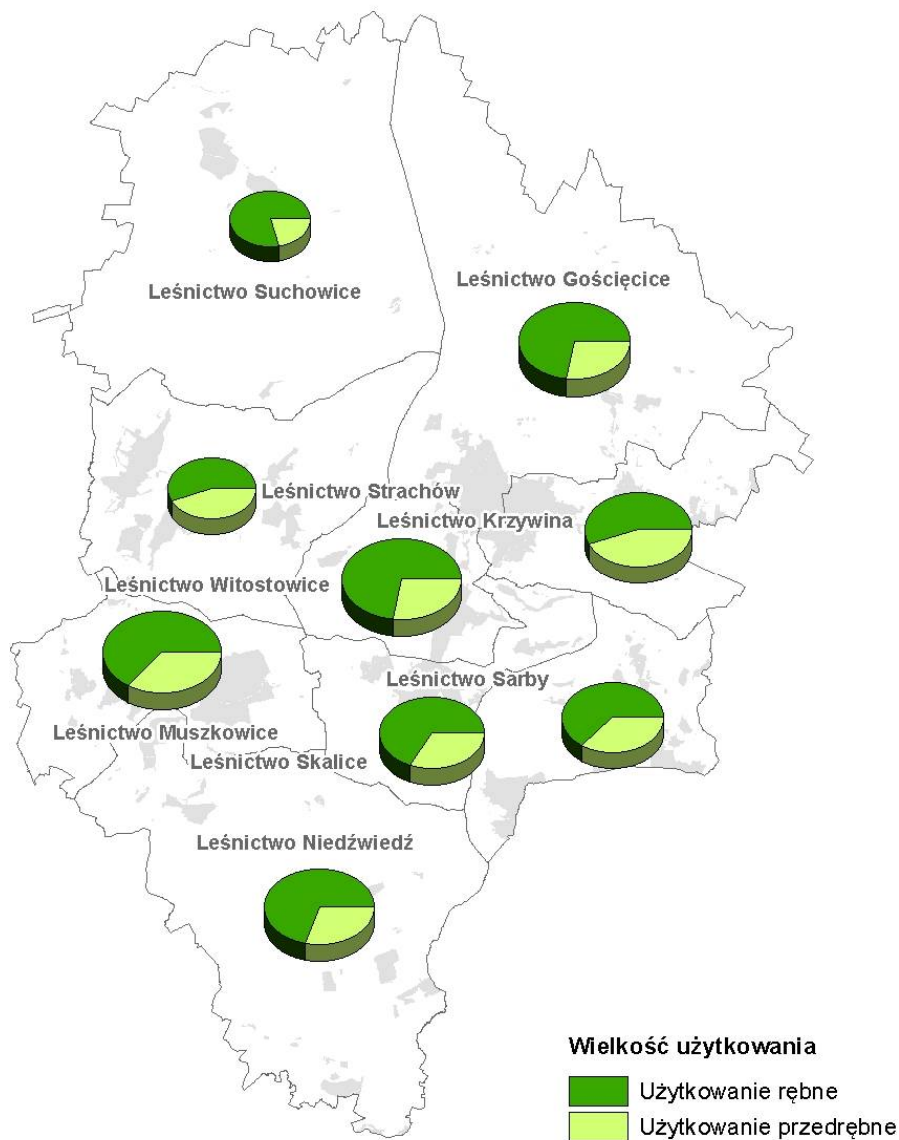 Leśnictwo Suchowice
Leśnictwo Gościęcice
Leśnictwo Strachów
Leśnictwo Krzywina
Leśnictwo Witostowice
Leśnictwo Sarby
Leśnictwo Muszkowice
Leśnictwo Skalice
Leśnictwo Niedźwiedź
Wielkość użytkowania
Użytkowanie rębne
Użytkowanie przedrębne